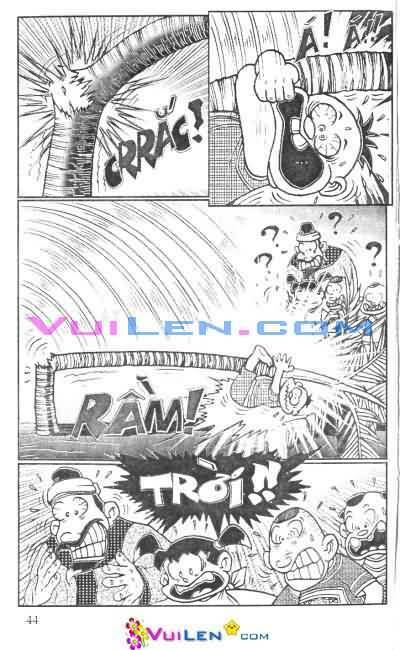 CRRẮC!
Á! Á!!
? ? ? ?
VUILEN.COM
RẦM!
TRỜI!!
44
VUILEN.COM